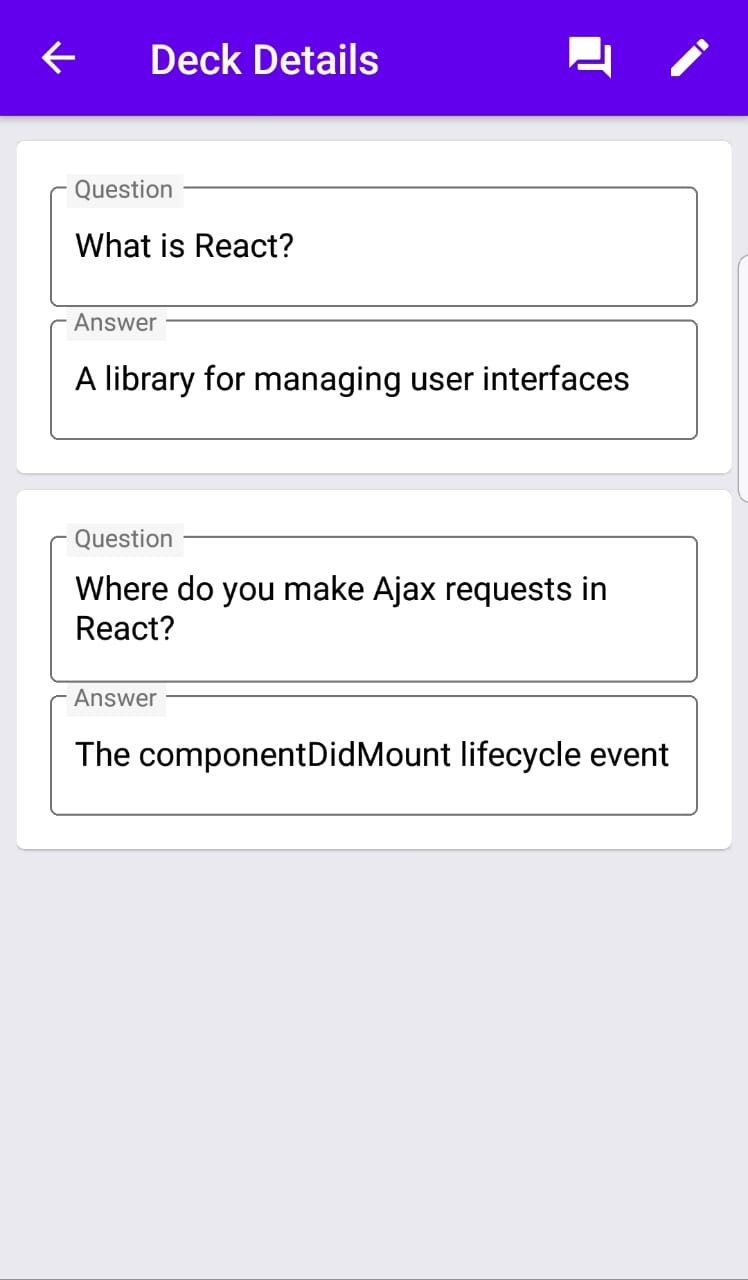 Deck Details
Question
What is React?
Answer
A library for managing user interfaces
Question
Where do you make Ajax requests in
React?
Answer
The componentDidMount lifecycle event